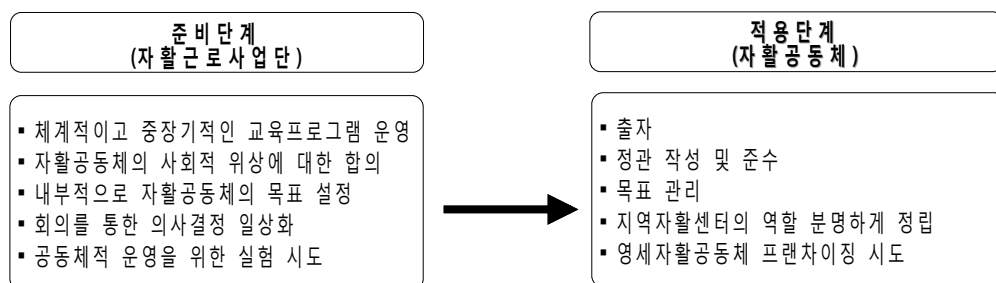 준비단계
(자활근로사업단)
▪ 체계적이고 중장기적인 교육프로그램 운영
▪ 자활공동체의 사회적 위상에 대한 합의
▪ 내부적으로 자활공동체의 목표 설정
▪ 회의를 통한 의사결정 일상화
▪ 공동체적 운영을 위한 실험 시도
적용단계
(자활공동체)
▪ 출자
▪ 정관 작성 및 준수
▪ 목표 관리
▪ 지역자활센터의 역할 분명하게 정립
▪ 영세자활공동체 프랜차이징 시도